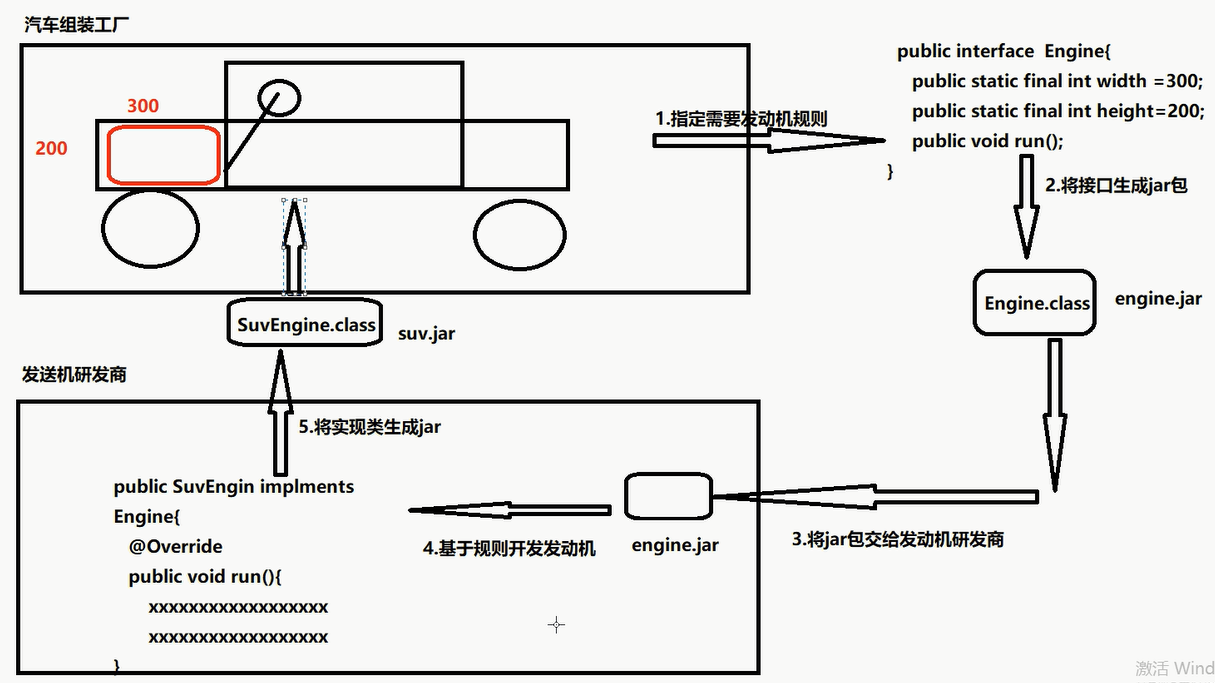 汽车组装工厂
300
200
1.指定需要发动机规则
public interface  Engine{
public static final int width =300;
public static final int height=200;
public void run();
}
2.将接口生成jar包
Engine.class
engine.jar
SuvEngine.class
suv.jar
发送机研发商
5.将实现类生成jar
public SuvEngin implments
Engine{
@Override
public void run(){
xxxxxxxxxxxxxxxxxx
xxxxxxxxxxxxxxxxxx
}
4.基于规则开发发动机
engine.jar
3.将jar包交给发动机研发商
激活 Wind